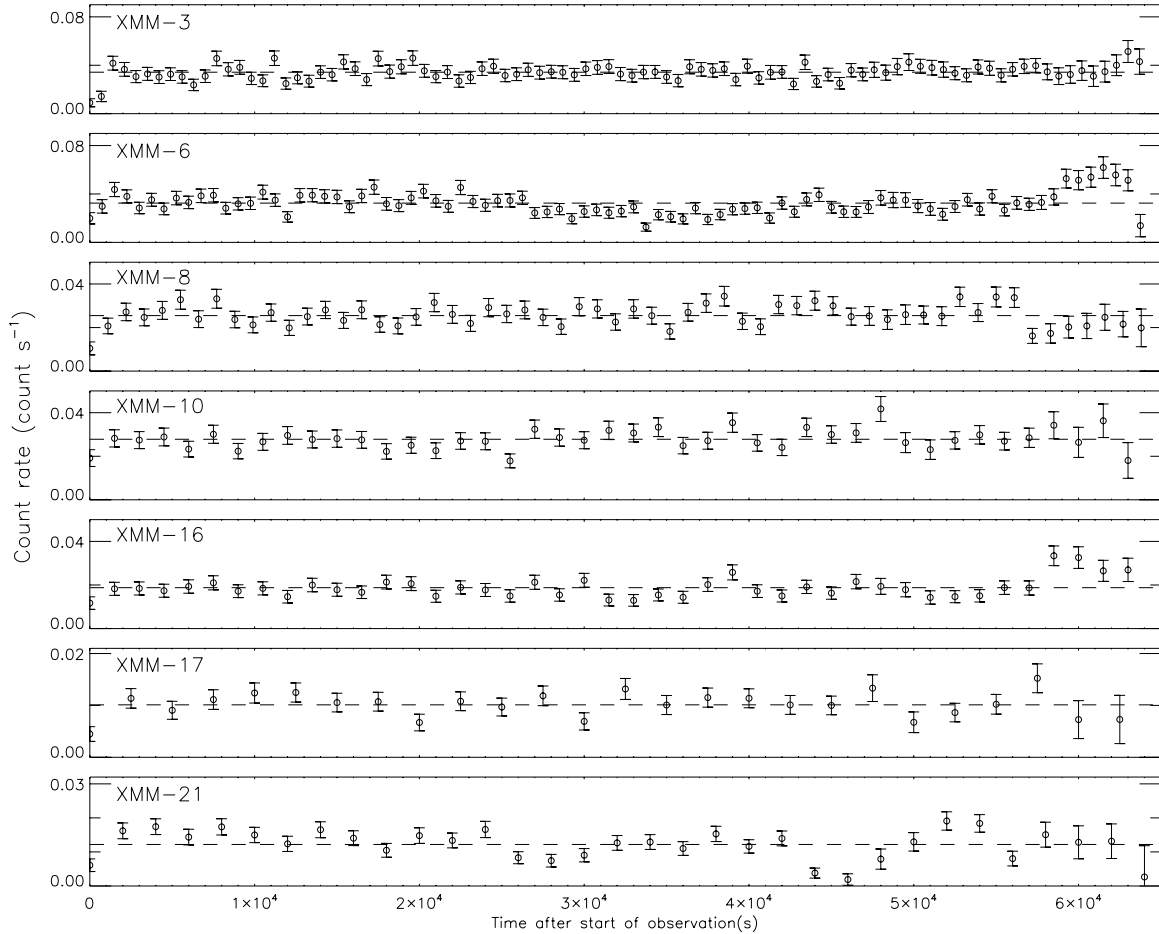 0.08
XMM-3
0.00
0.08
XMM-6
0.00
0.04
XMM-8
0.00
0.04
XMM-10
0.00
0.04
XMM-16
0.00
0.02
XMM-17
0.00
0.03
XMM-21
0.00
Count rate (count s⁻¹)
0 1×10⁴ 2×10⁴ 3×10⁴ 4×10⁴ 5×10⁴ 6×10⁴
Time after start of observation(s)